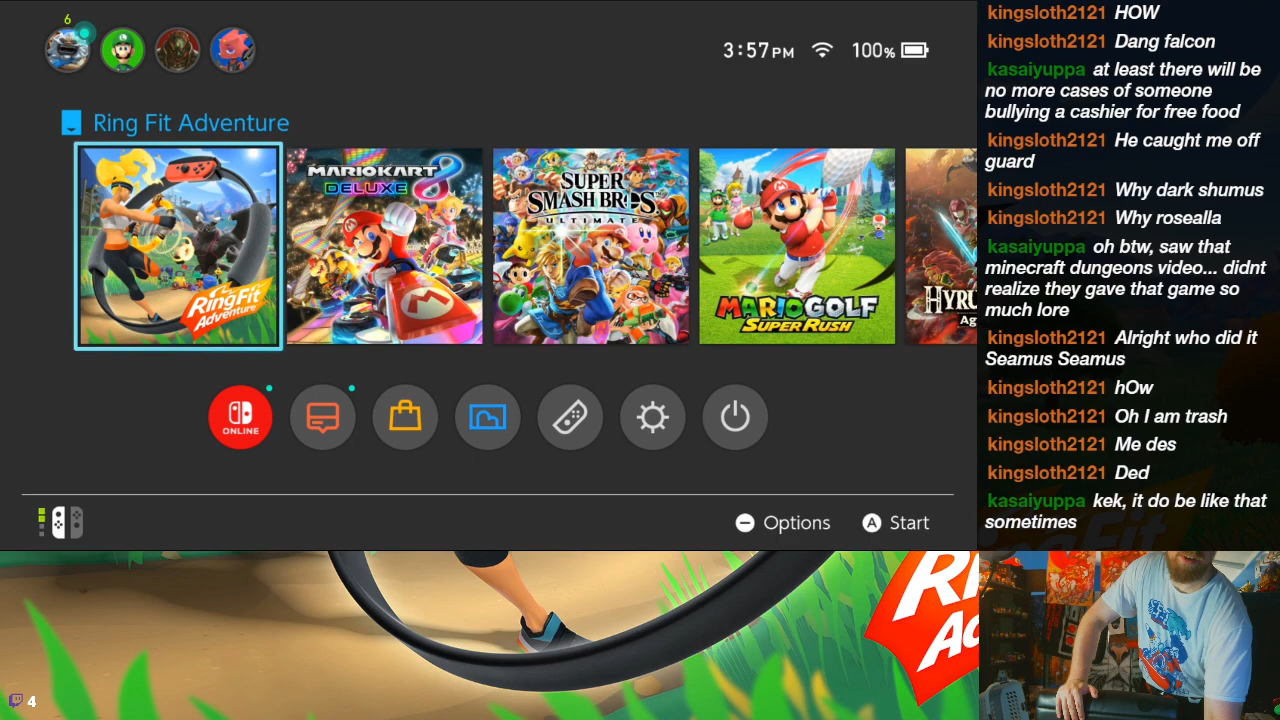 6
3:57PM
100%
Ring Fit Adventure
RingFit
Adventure
MARIOKART 8
DELUXE
M
SUPER
SMASH BROS.
ULTIMATE
MARIO GOLF
SUPER RUSH
HYRU
Ag
ONLINE
Options
A Start
4
kingsloth2121 HOW
kingsloth2121 Dang falcon
kasaiyuppa at least there will be
no more cases of someone
bullying a cashier for free food
kingsloth2121 He caught me off
guard
kingsloth2121 Why dark shumus
kingsloth2121 Why rosealla
kasaiyuppa oh btw, saw that
minecraft dungeons video... didnt
realize they gave that game so
much lore
kingsloth2121 Alright who did it
Seamus Seamus
kingsloth2121 hOw
kingsloth2121 Oh I am trash
kingsloth2121 Me des
kingsloth2121 Ded
kasaiyuppa kek, it do be like that
sometimes